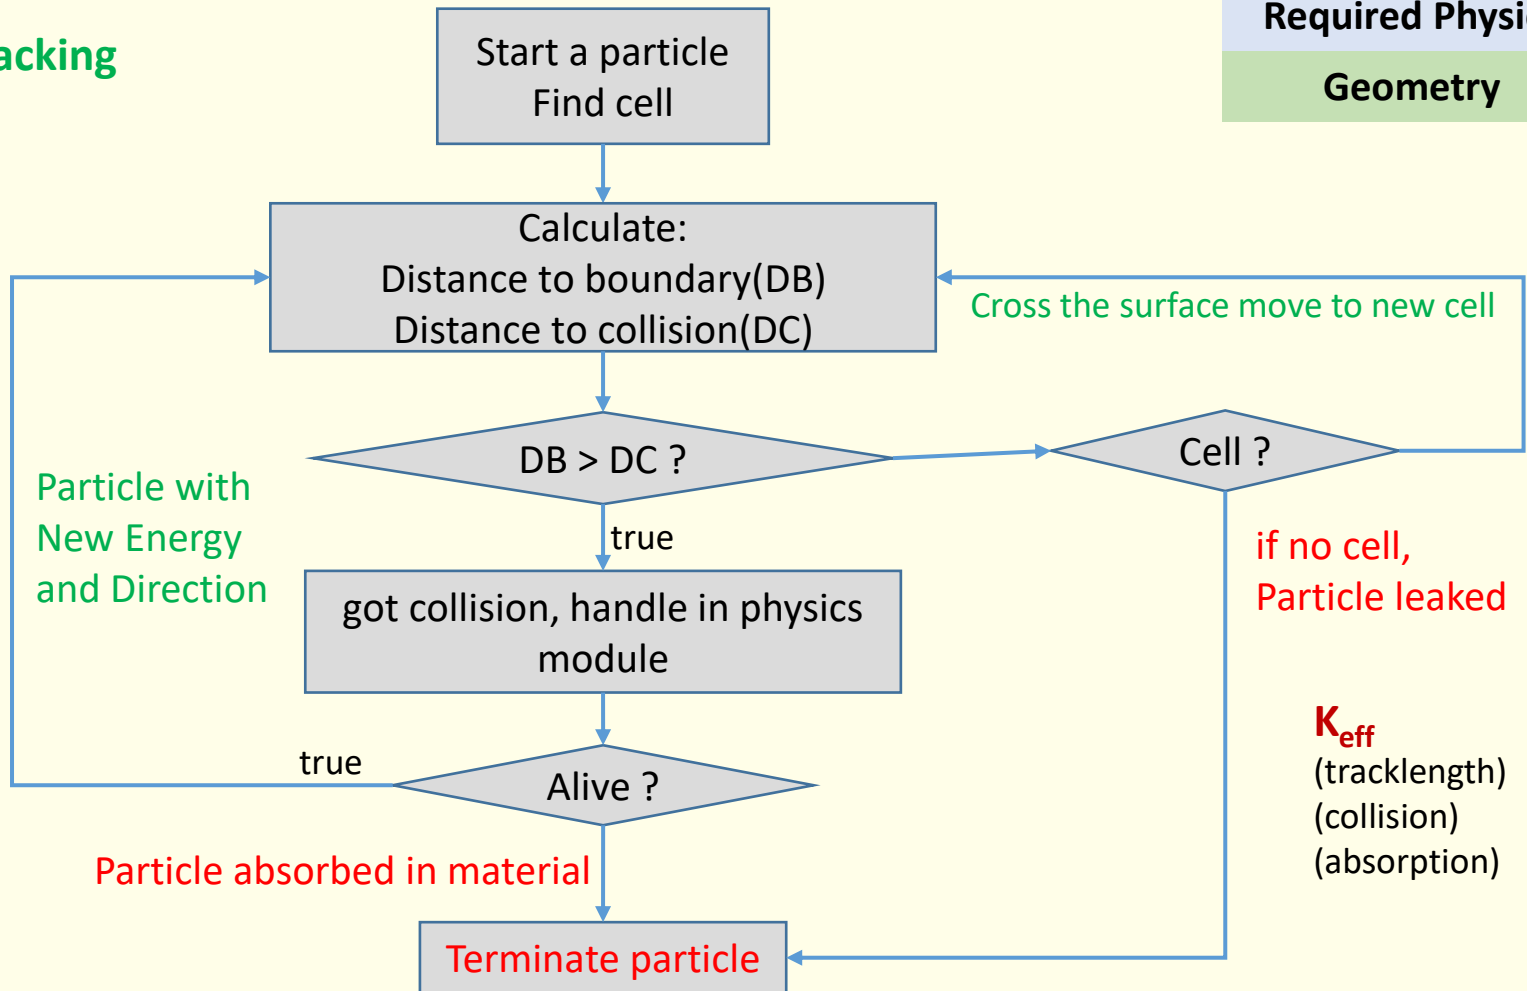 acking
Required Physi
Geometry
Start a particle
Find cell
Calculate:
Distance to boundary(DB)
Distance to collision(DC)
Cross the surface move to new cell
DB > DC ?
Cell ?
Particle with
New Energy
and Direction
true
if no cell,
Particle leaked
got collision, handle in physics
module
Keff
(tracklength)
(collision)
(absorption)
true
Alive ?
Particle absorbed in material
Terminate particle